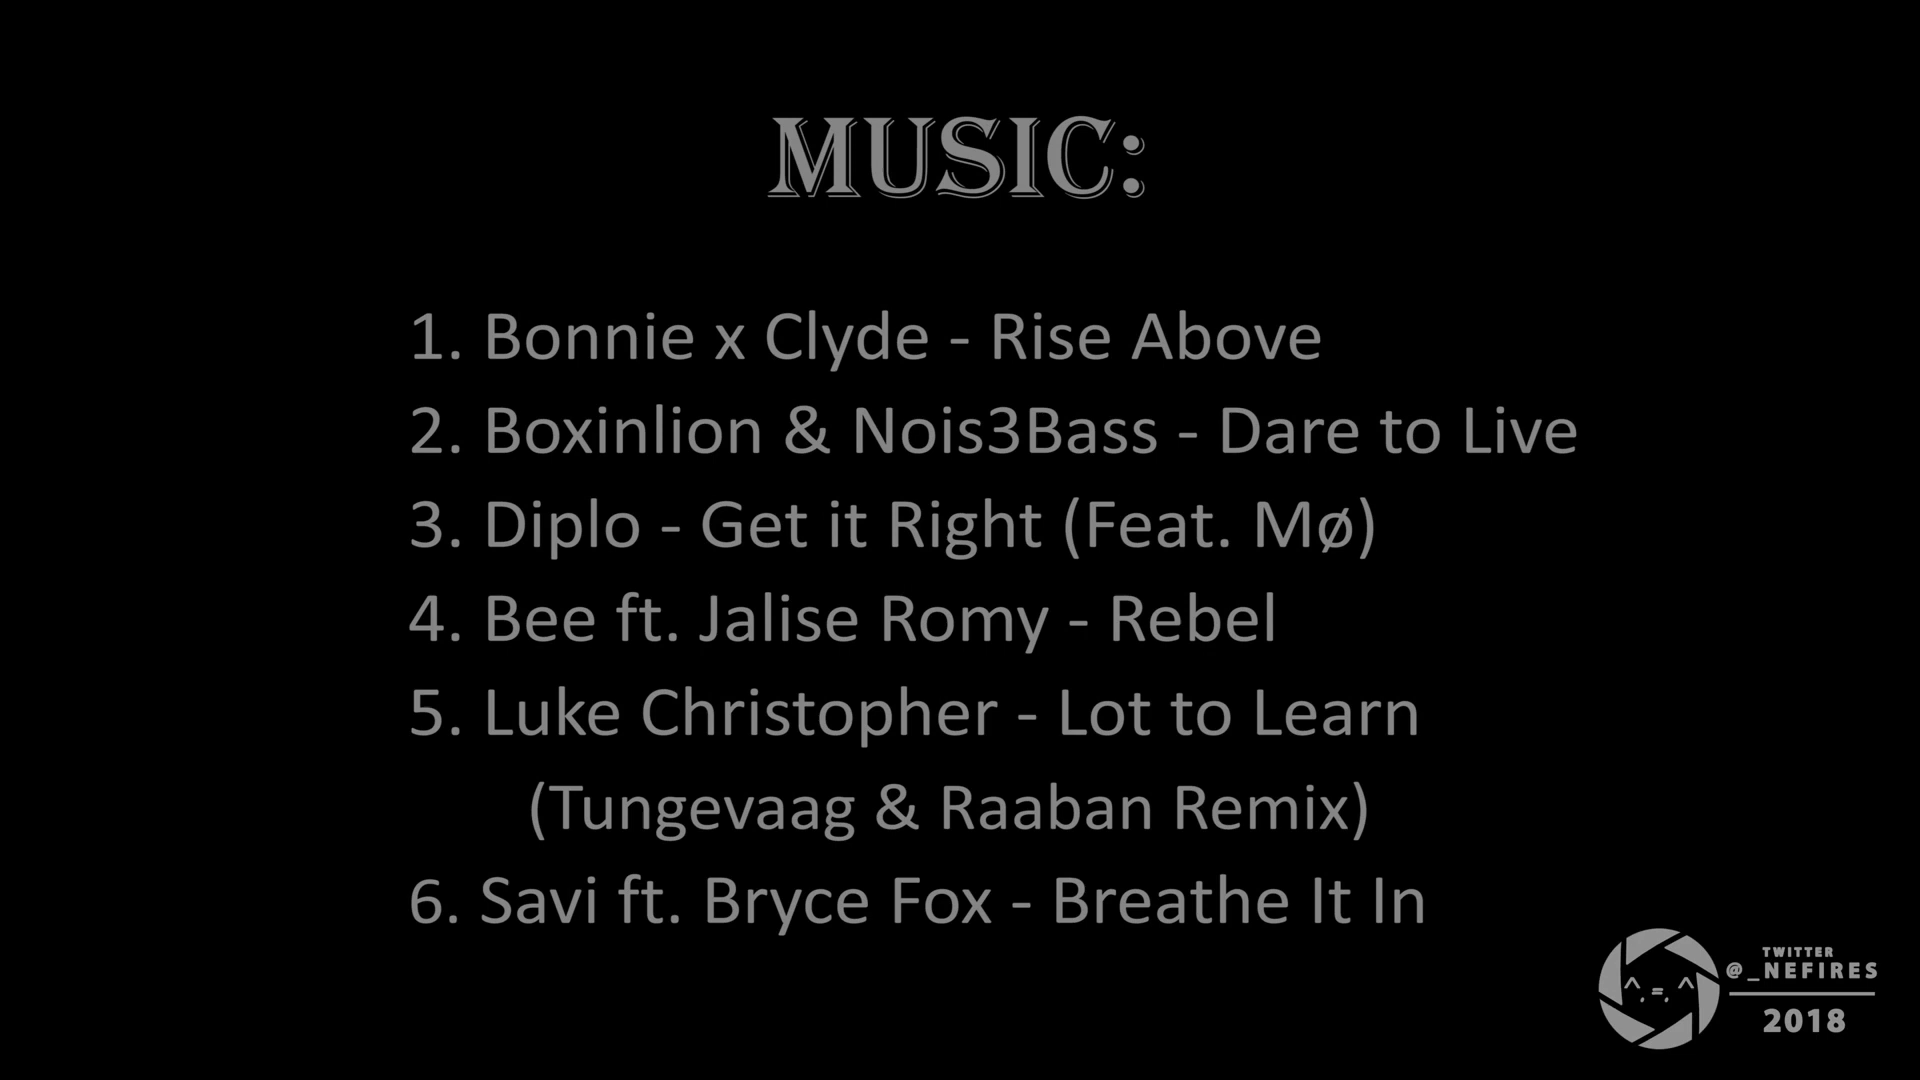 MUSIC:
1. Bonnie x Clyde - Rise Above
2. Boxinlion & Nois3Bass - Dare to Live
3. Diplo - Get it Right (Feat. Mø)
4. Bee ft. Jalise Romy - Rebel
5. Luke Christopher - Lot to Learn
(Tungevaag & Raaban Remix)
6. Savi ft. Bryce Fox - Breathe It In
TWITTER
@_NEFIRES
2018